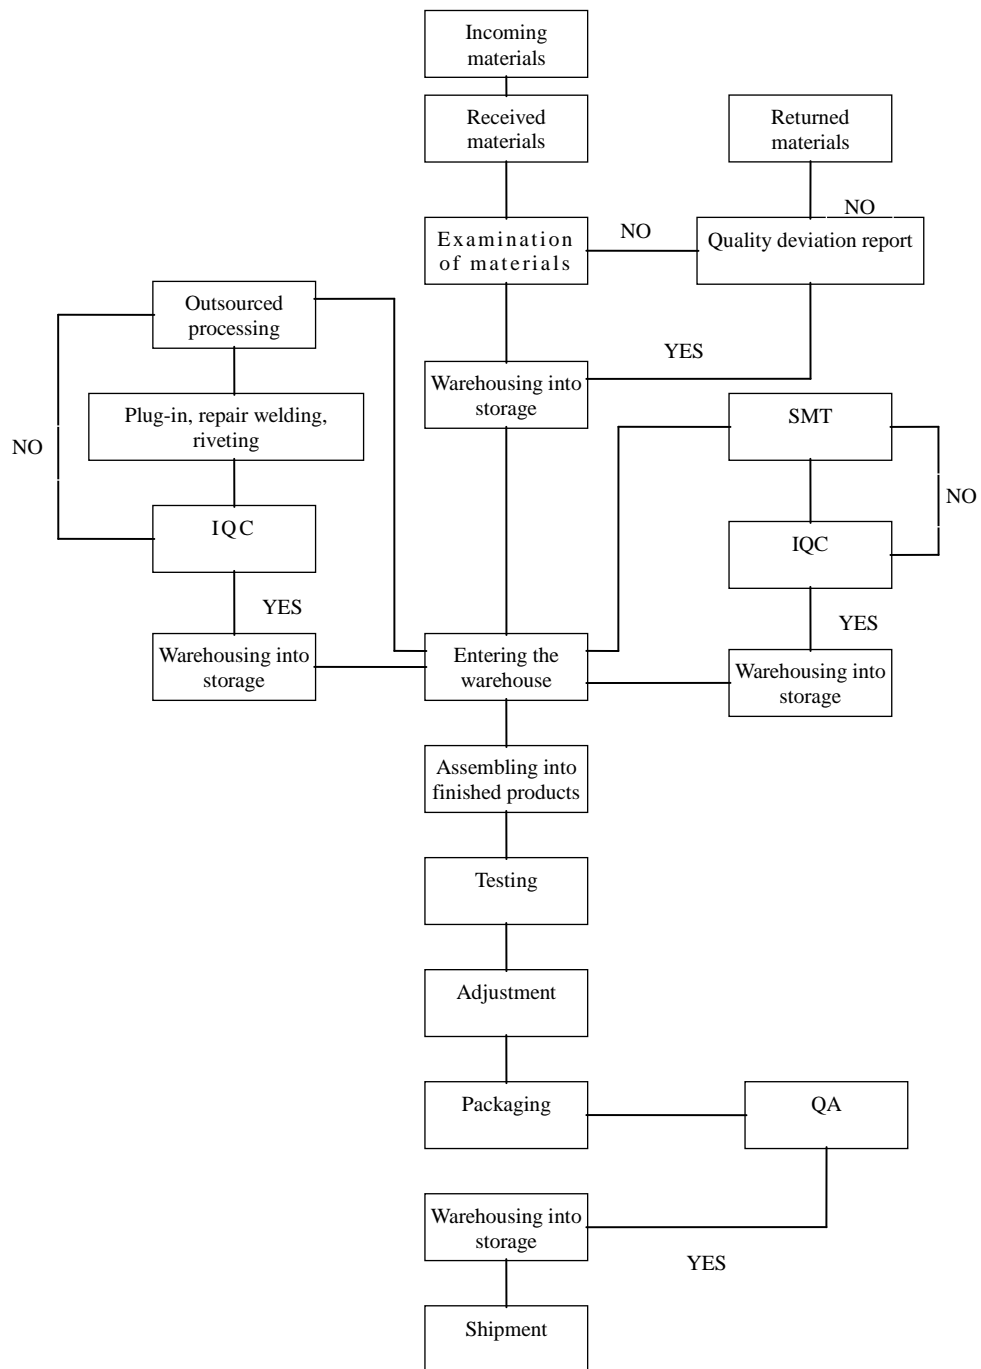 Incoming
materials
Received
materials
Returned
materials
NO
Examination
of materials
NO
Quality deviation report
Outsourced
processing
YES
Warehousing into
storage
Plug-in, repair welding,
riveting
SMT
NO
NO
IQC
IQC
YES
YES
Warehousing into
storage
Entering the
warehouse
Warehousing into
storage
Assembling into
finished products
Testing
Adjustment
Packaging
QA
Warehousing into
storage
YES
Shipment